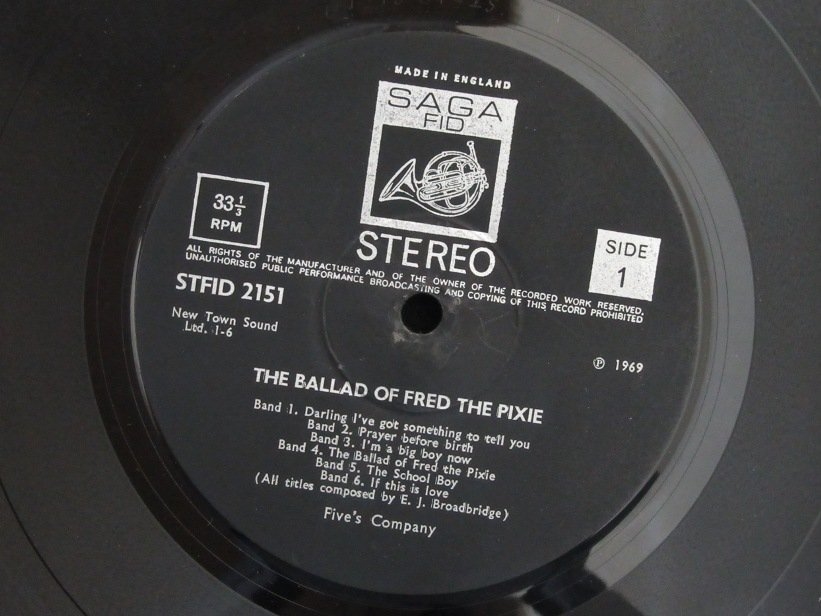 MADE IN ENGLAND
SAGA
FID
33 1/3
RPM
STEREO
SIDE
1
ALL RIGHTS OF THE MANUFACTURER AND OF THE OWNER OF THE RECORDED WORK RESERVED.
UNAUTHORISED PUBLIC PERFORMANCE BROADCASTING AND COPYING OF THIS RECORD PROHIBITED
STFID 2151
New Town Sound
Ltd. 1-6
℗ 1969
THE BALLAD OF FRED THE PIXIE
Band 1. Darling I've got something to tell you
Band 2. Prayer before birth
Band 3. I'm a big boy now
Band 4. The Ballad of Fred the Pixie
Band 5. The School Boy
Band 6. If this is love
(All titles composed by E. J. Broadbridge)
Five's Company